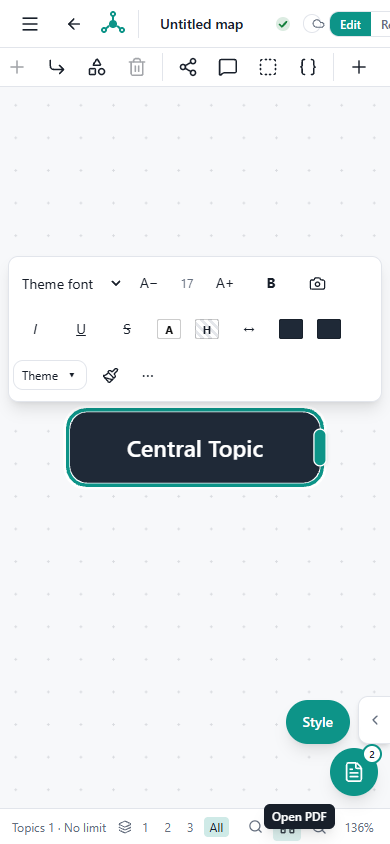 Untitled map
Edit
Theme font
A−
17
A+
B
I
U
S
A
H
Theme
Central Topic
Style
2
Open PDF
Topics 1 · No limit
1
2
3
All
136%